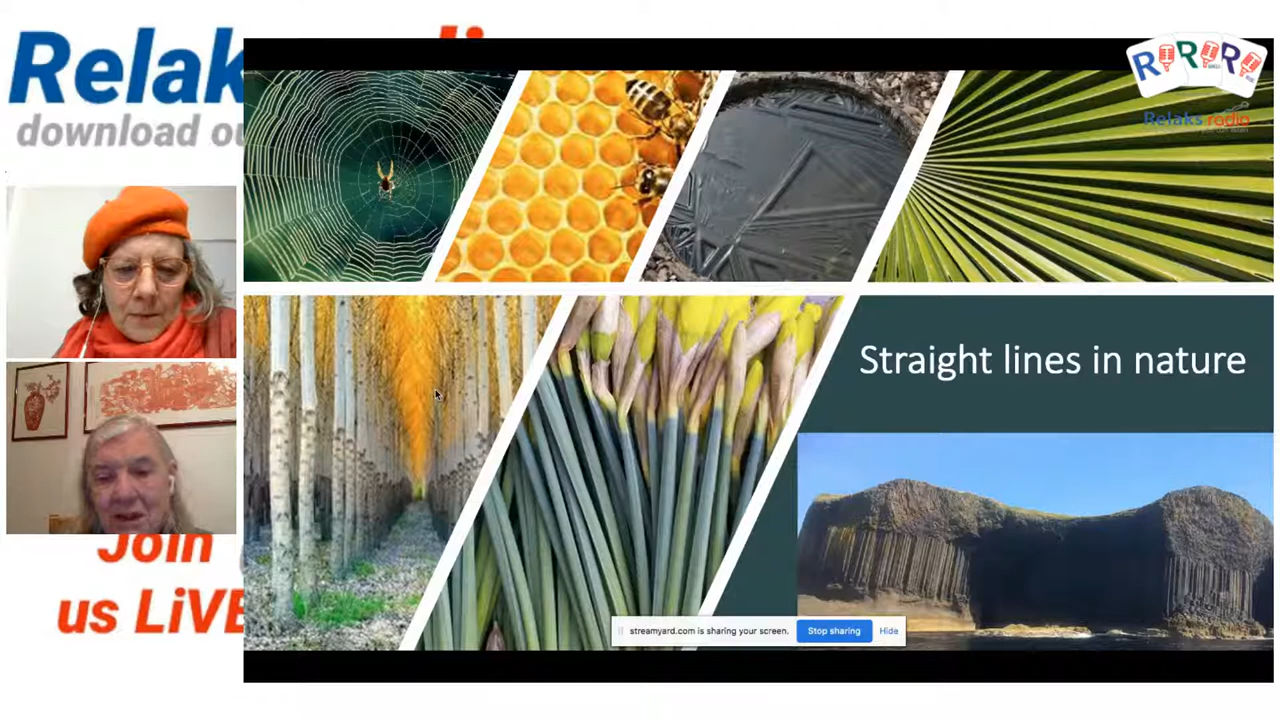 Relak
download ou
RRRR
Relaks radio
Straight lines in nature
streamyard.com is sharing your screen.
Stop sharing
Hide
Join
us LiVE